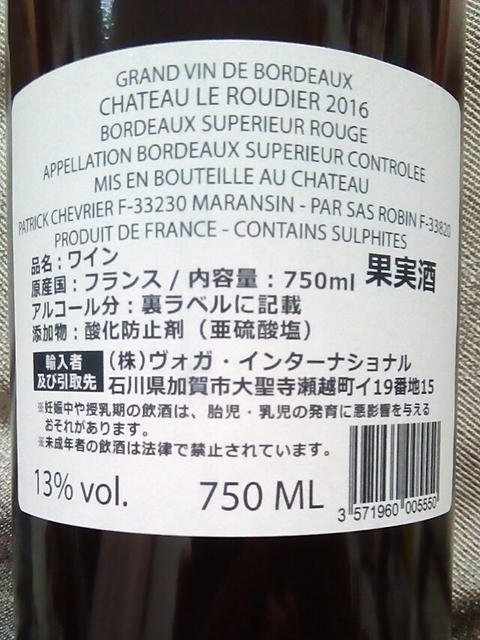 GRAND VIN DE BORDEAUX
CHATEAU LE ROUDIER 2016
BORDEAUX SUPERIEUR ROUGE
APPELLATION BORDEAUX SUPERIEUR CONTROLEE
MIS EN BOUTEILLE AU CHATEAU
PATRICK CHEVRIER F-33230 MARANSIN - PAR SAS ROBIN F-33820
PRODUIT DE FRANCE - CONTAINS SULPHITES
品名:ワイン
果実酒
原産国:フランス/内容量:750ml
アルコール分:裏ラベルに記載
添加物:酸化防止剤(亜硫酸塩)
輸入者 (株)ヴォガ・インターナショナル
及び引取先 石川県加賀市大聖寺瀬越町イ19番地15
※妊娠中や授乳期の飲酒は、胎児・乳児の発育に悪影響を与える
おそれがあります。
※未成年者の飲酒は法律で禁止されています。
13% vol.
750 ML
3 571960 005550